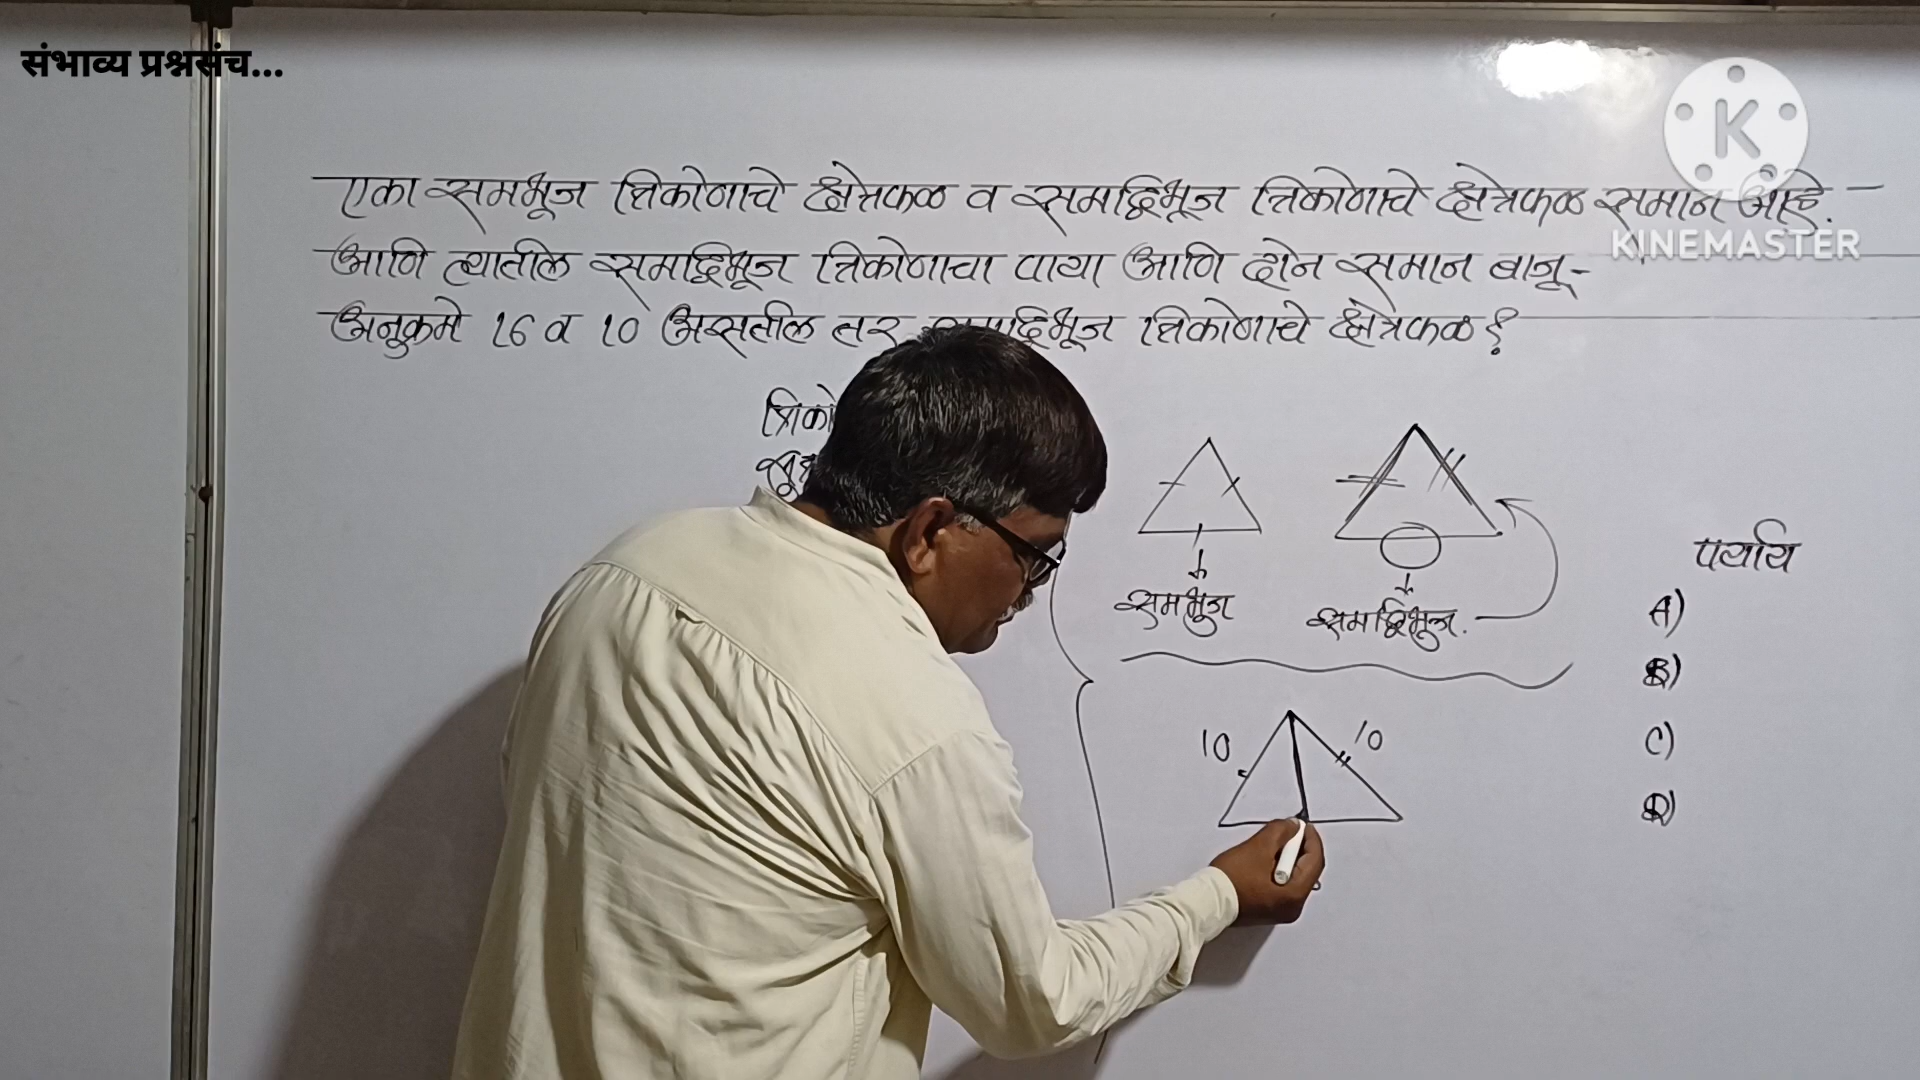 संभाव्य प्रश्नसंच...
K
KINEMASTER
एका समभूज त्रिकोणाचे क्षेत्रफळ व समद्विभूज त्रिकोणाचे क्षेत्रफळ समान आहे.
आणि त्यातील समद्विभूज त्रिकोणाचा पाया आणि दोन समान बाजू-
अनुक्रमे 16 व 10 असतील तर समद्विभूज त्रिकोणाचे क्षेत्रफळ ?
समभुज
समद्विभूज.
पर्याय
A)
B)
C)
D)
10
10